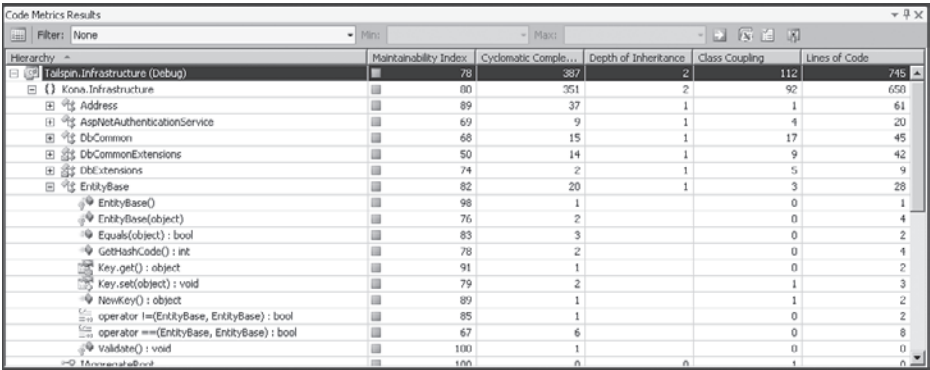 Code Metrics Results
Filter: None Min: Max:
Hierarchy Maintainability Index Cyclomatic Comple... Depth of Inheritance Class Coupling Lines of Code
Tailspin.Infrastructure (Debug) 78 387 2 112 745
{} Kona.Infrastructure 80 351 2 92 658
Address 89 37 1 1 61
AspNetAuthenticationService 69 9 1 4 20
DbCommon 68 15 1 17 45
DbCommonExtensions 50 14 1 9 42
DbExtensions 74 2 1 5 9
EntityBase 82 20 1 3 28
EntityBase() 98 1 0 1
EntityBase(object) 76 2 0 4
Equals(object) : bool 83 3 0 2
GetHashCode() : int 78 2 0 4
Key.get() : object 91 1 0 2
Key.set(object) : void 79 2 1 3
NewKey() : object 89 1 1 2
operator !=(EntityBase, EntityBase) : bool 85 1 0 2
operator ==(EntityBase, EntityBase) : bool 67 6 0 8
Validate() : void 100 1 0 0
IAggregateRoot 100 0 0 1 0